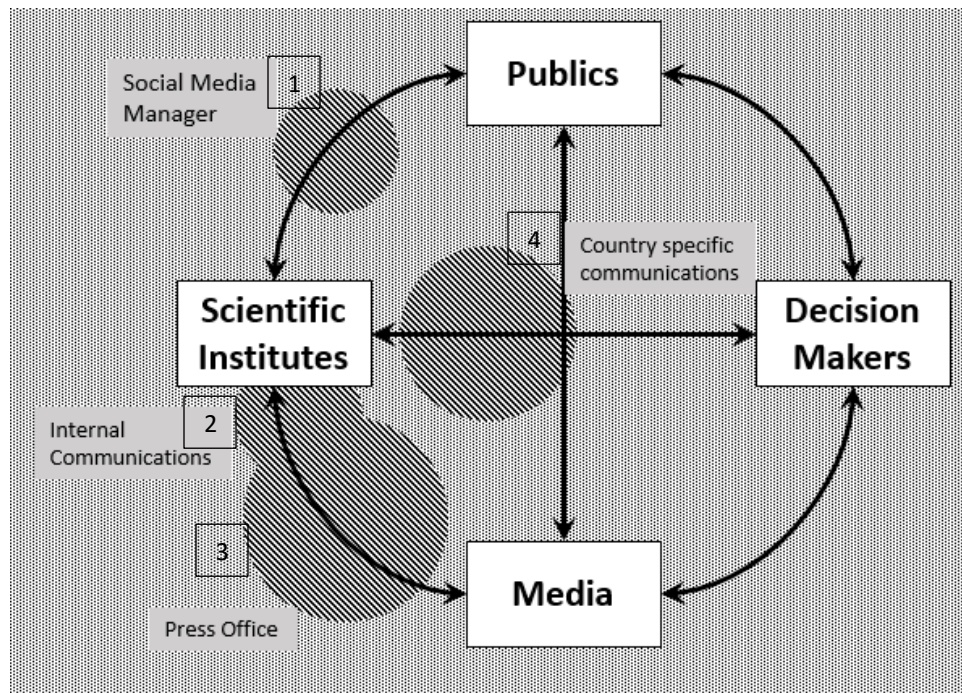 Publics
1
Social Media
Manager
4
Country specific
communications
Scientific
Institutes
Decision
Makers
2
Internal
Communications
3
Press Office
Media